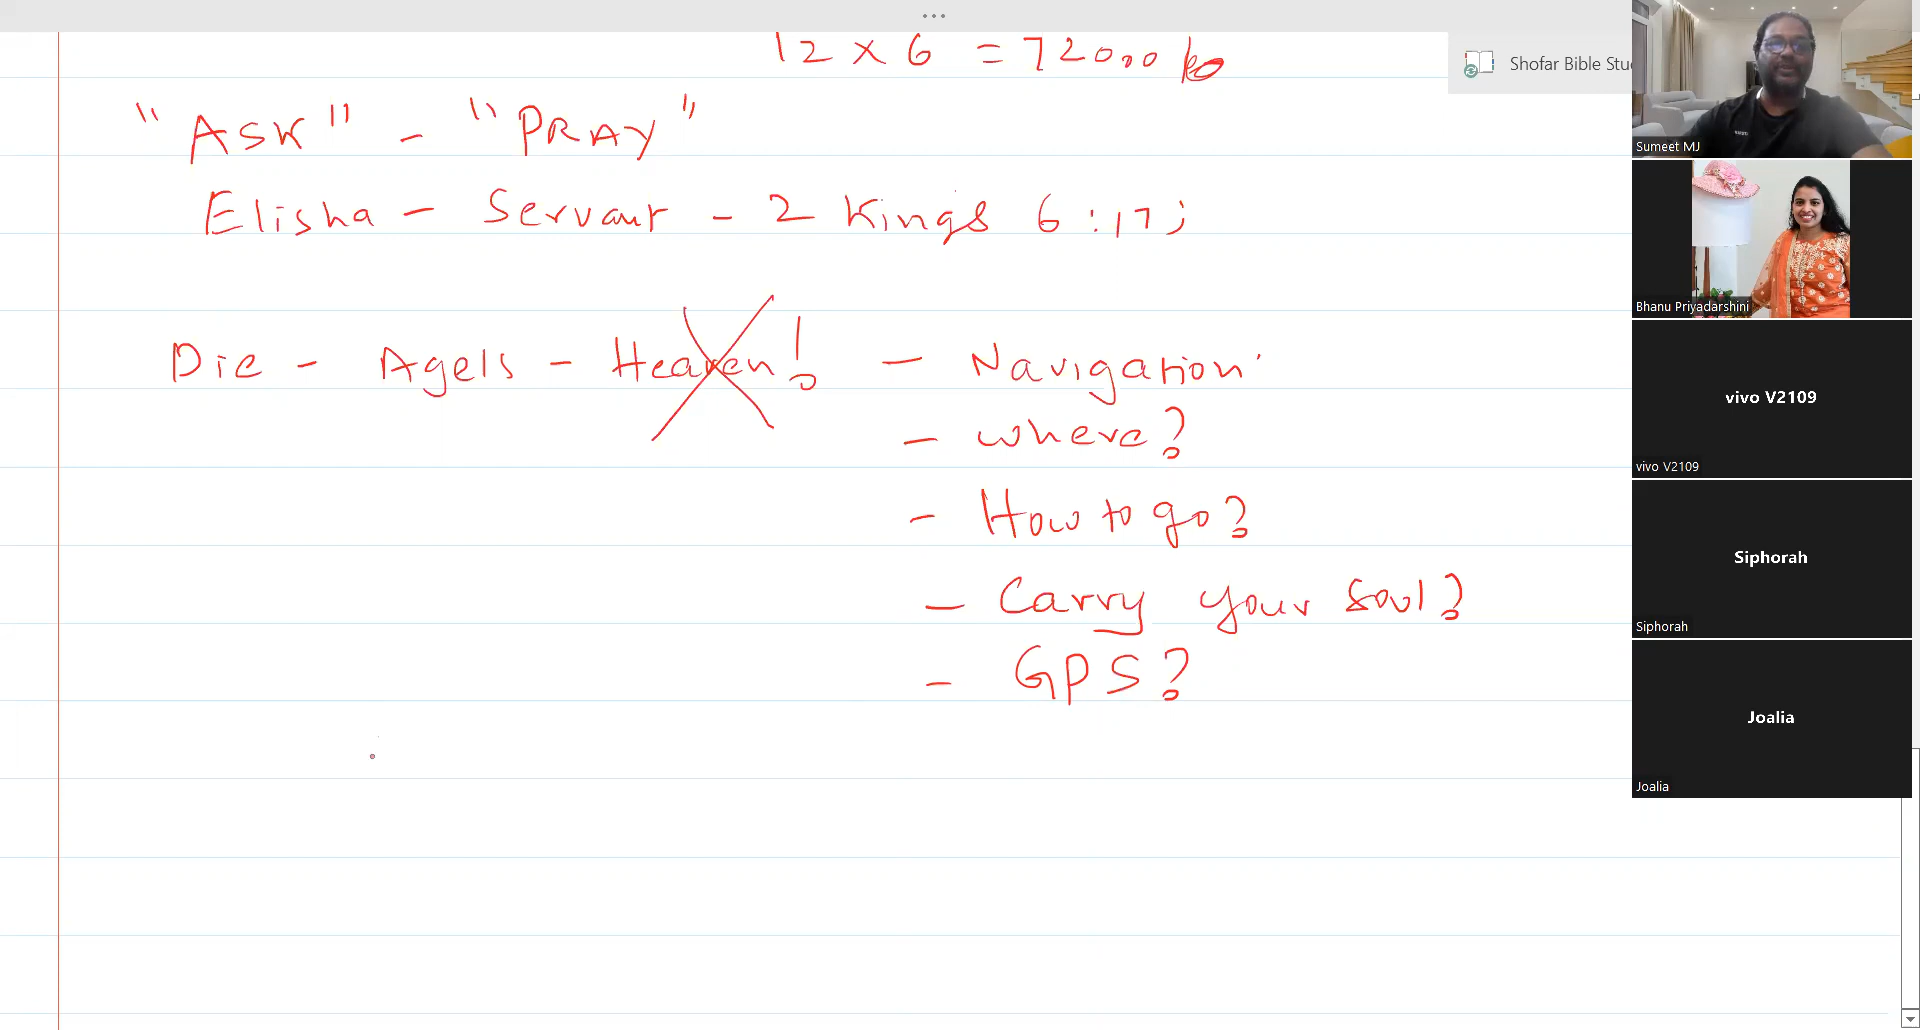 12 x 6 = 72000
"ASK" - "PRAY"
Elisha - Servant - 2 Kings 6:17;
Die - Agels - Heaven! - Navigation
- where?
- How to go?
- Carry your soul?
- GPS?
Shofar Bible Stu
Sumeet MJ
Bhanu Priyadarshini
vivo V2109
vivo V2109
Siphorah
Siphorah
Joalia
Joalia